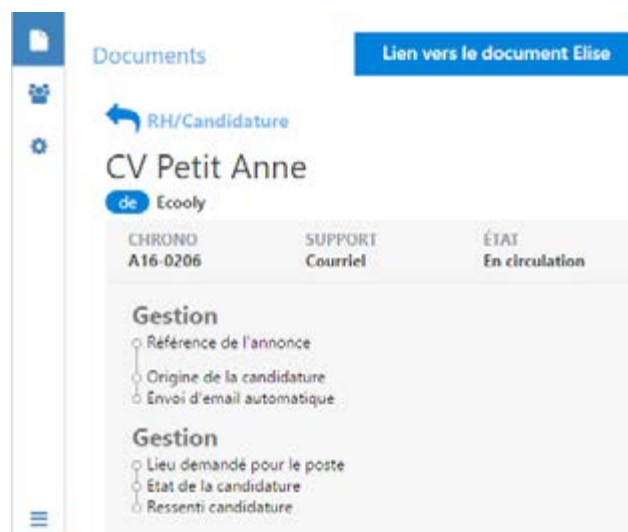 Documents
Lien vers le document Elise
RH/Candidature
CV Petit Anne
de Ecooly
CHRONO SUPPORT ÉTAT
A16-0206 Courriel En circulation
Gestion
Référence de l'annonce
Origine de la candidature
Envoi d'email automatique
Gestion
Lieu demandé pour le poste
Etat de la candidature
Ressenti candidature